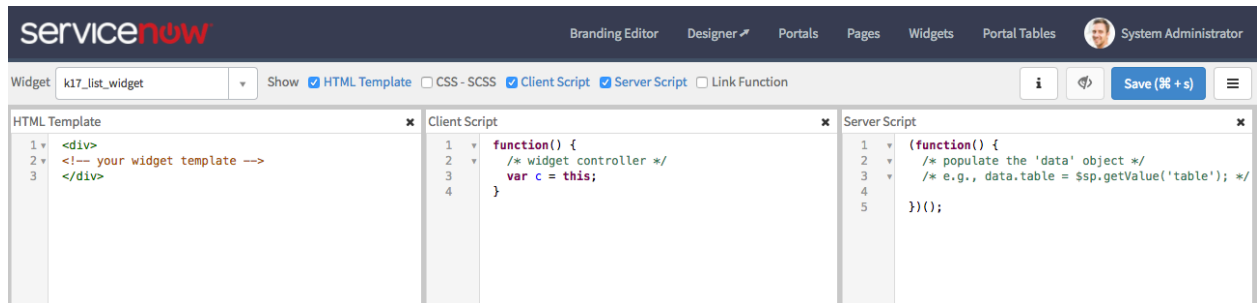 servicenow Branding Editor Designer Portals Pages Widgets Portal Tables System Administrator
Widget k17_list_widget Show HTML Template CSS - SCSS Client Script Server Script Link Function i Save (⌘ + s)
HTML Template Client Script Server Script
1 <div>
2 <!-- your widget template -->
3 </div>
1 function() {
2 /* widget controller */
3 var c = this;
4 }
1 (function() {
2 /* populate the 'data' object */
3 /* e.g., data.table = $sp.getValue('table'); */
4
5 })();